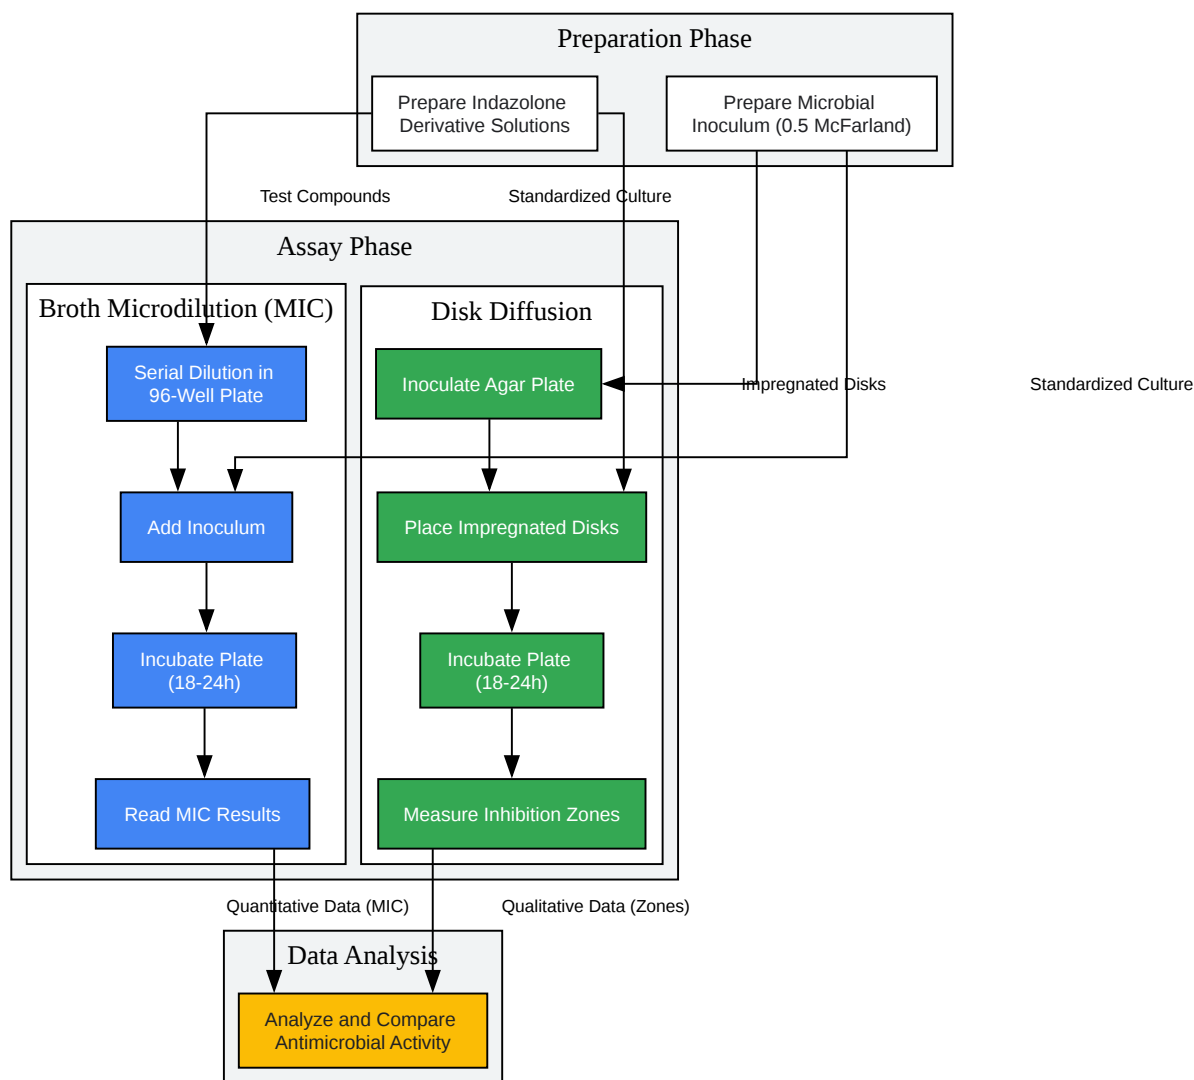 Preparation Phase
Prepare Indazolone
Derivative Solutions
Prepare Microbial
Inoculum (0.5 McFarland)
Test Compounds
Standardized Culture
Assay Phase
Broth Microdilution (MIC)
Disk Diffusion
Serial Dilution in
96-Well Plate
Inoculate Agar Plate
Impregnated Disks
Standardized Culture
Add Inoculum
Place Impregnated Disks
Incubate Plate
(18-24h)
Incubate Plate
(18-24h)
Read MIC Results
Measure Inhibition Zones
Quantitative Data (MIC)
Qualitative Data (Zones)
Data Analysis
Analyze and Compare
Antimicrobial Activity